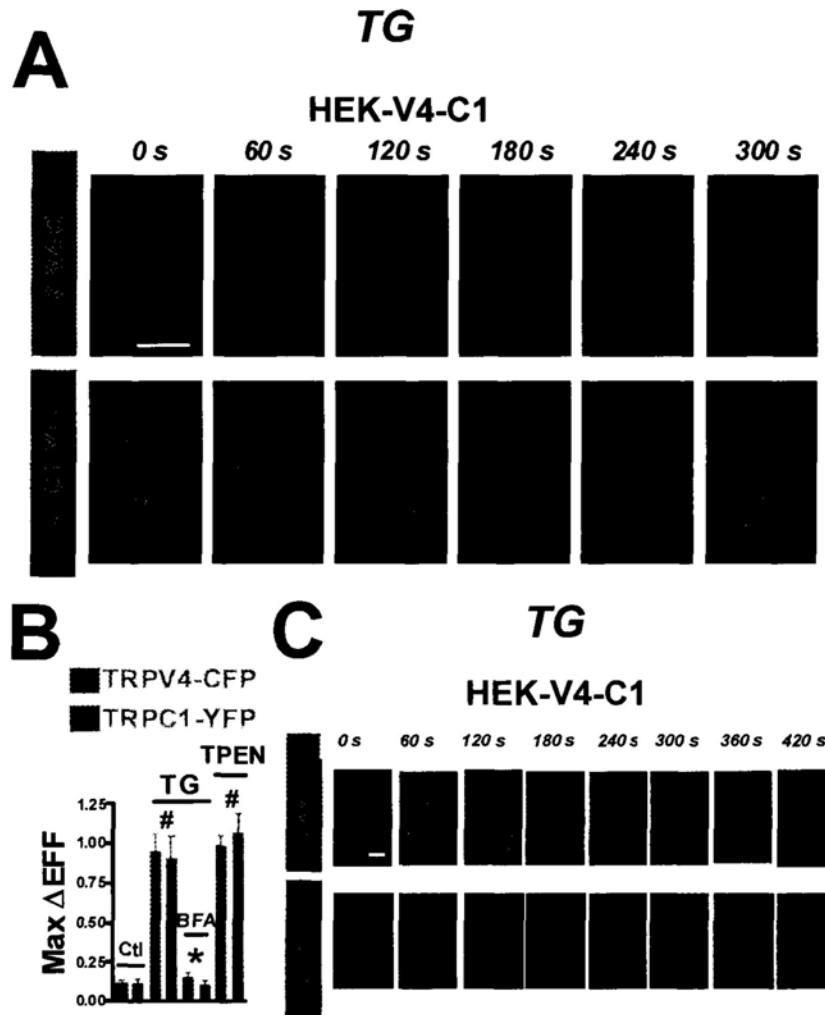 A
TG
HEK-V4-C1
0 s 60 s 120 s 180 s 240 s 300 s
B
TRPV4-CFP
TRPC1-YFP
TPEN
TG
#
#
BFA
*
Ctl
Max ΔEFF
1.25
1.00
0.75
0.50
0.25
0.00
C
TG
HEK-V4-C1
0 s 60 s 120 s 180 s 240 s 300 s 360 s 420 s